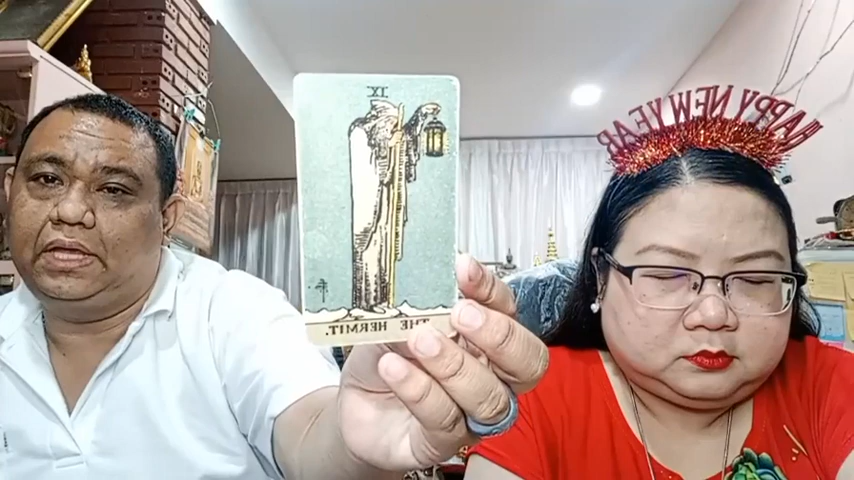 IX
THE HERMIT.
HAPPY NEW YEAR